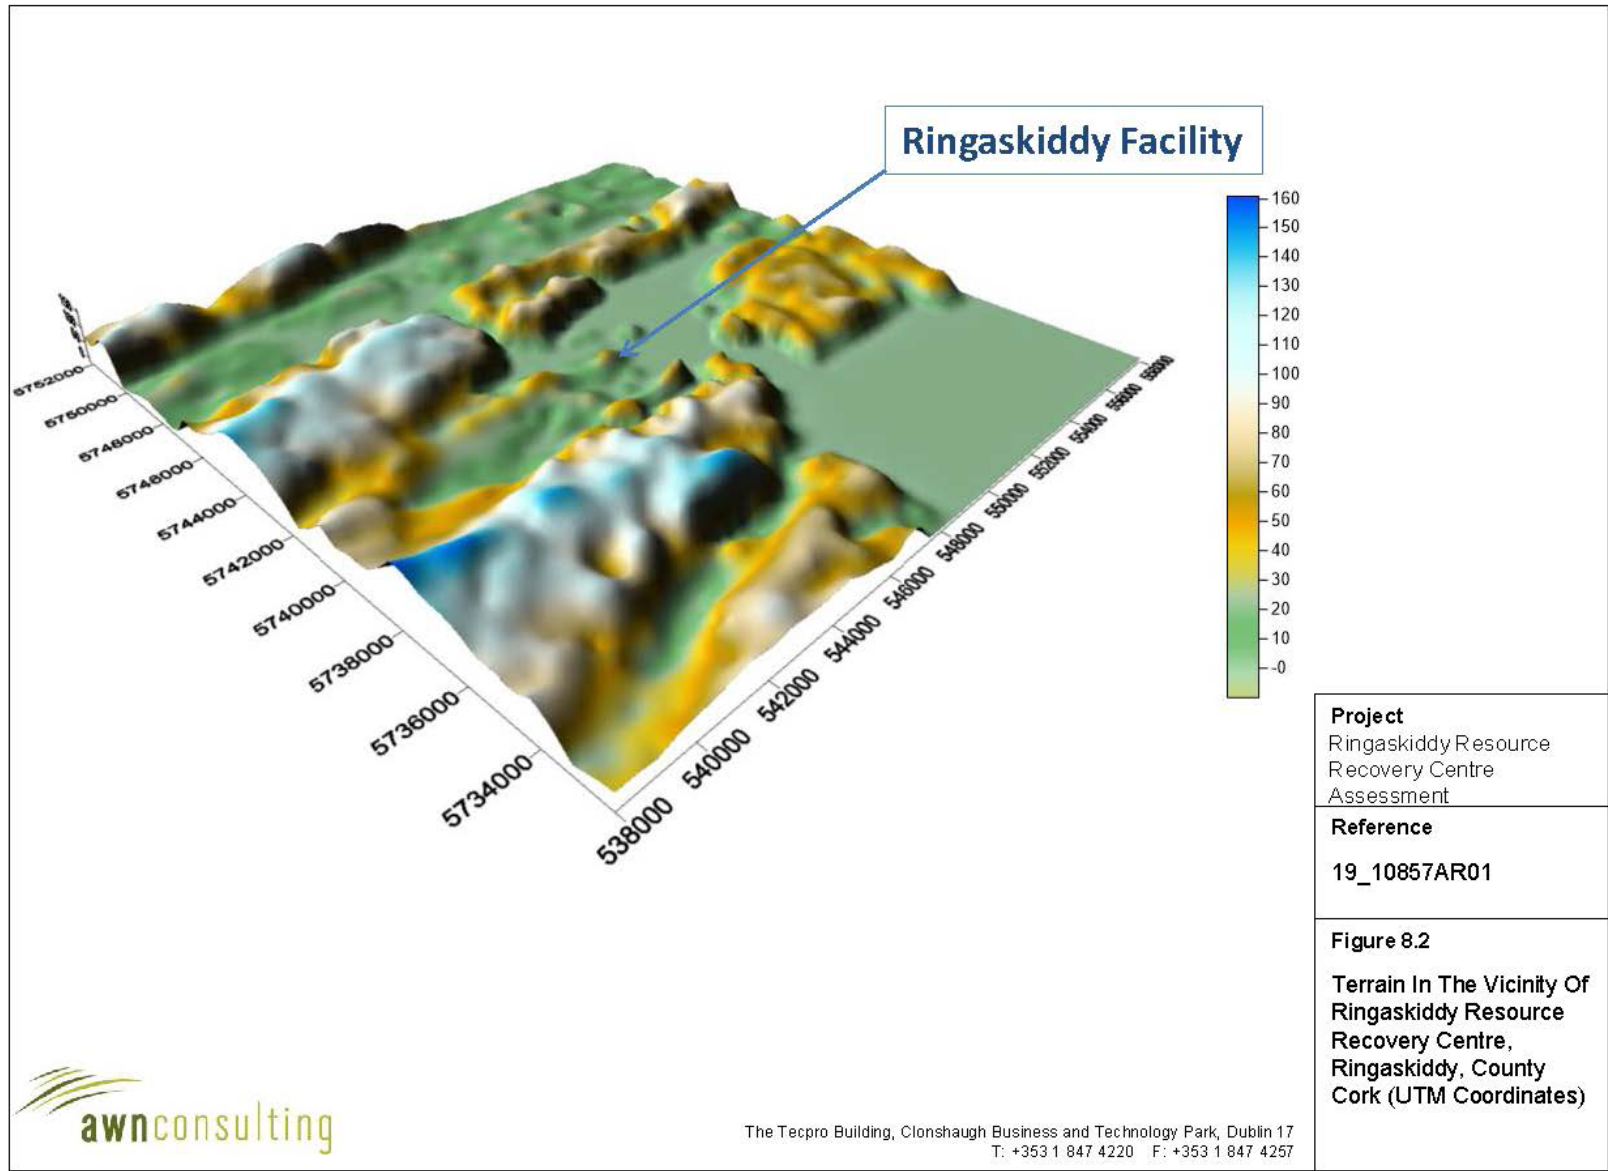 Ringaskiddy Facility
160
150
140
130
120
110
100
90
80
70
60
50
40
30
20
10
-0
5752000
5750000
5748000
5746000
5744000
5742000
5740000
5738000
5736000
5734000
538000
540000
542000
544000
546000
548000
550000
552000
554000
556000
558000
Project
Ringaskiddy Resource
Recovery Centre
Assessment
Reference
19_10857AR01
Figure 8.2
Terrain In The Vicinity Of
Ringaskiddy Resource
Recovery Centre,
Ringaskiddy, County
Cork (UTM Coordinates)
awnconsulting
The Tecpro Building, Clonshaugh Business and Technology Park, Dublin 17
T: +353 1 847 4220 F: +353 1 847 4257